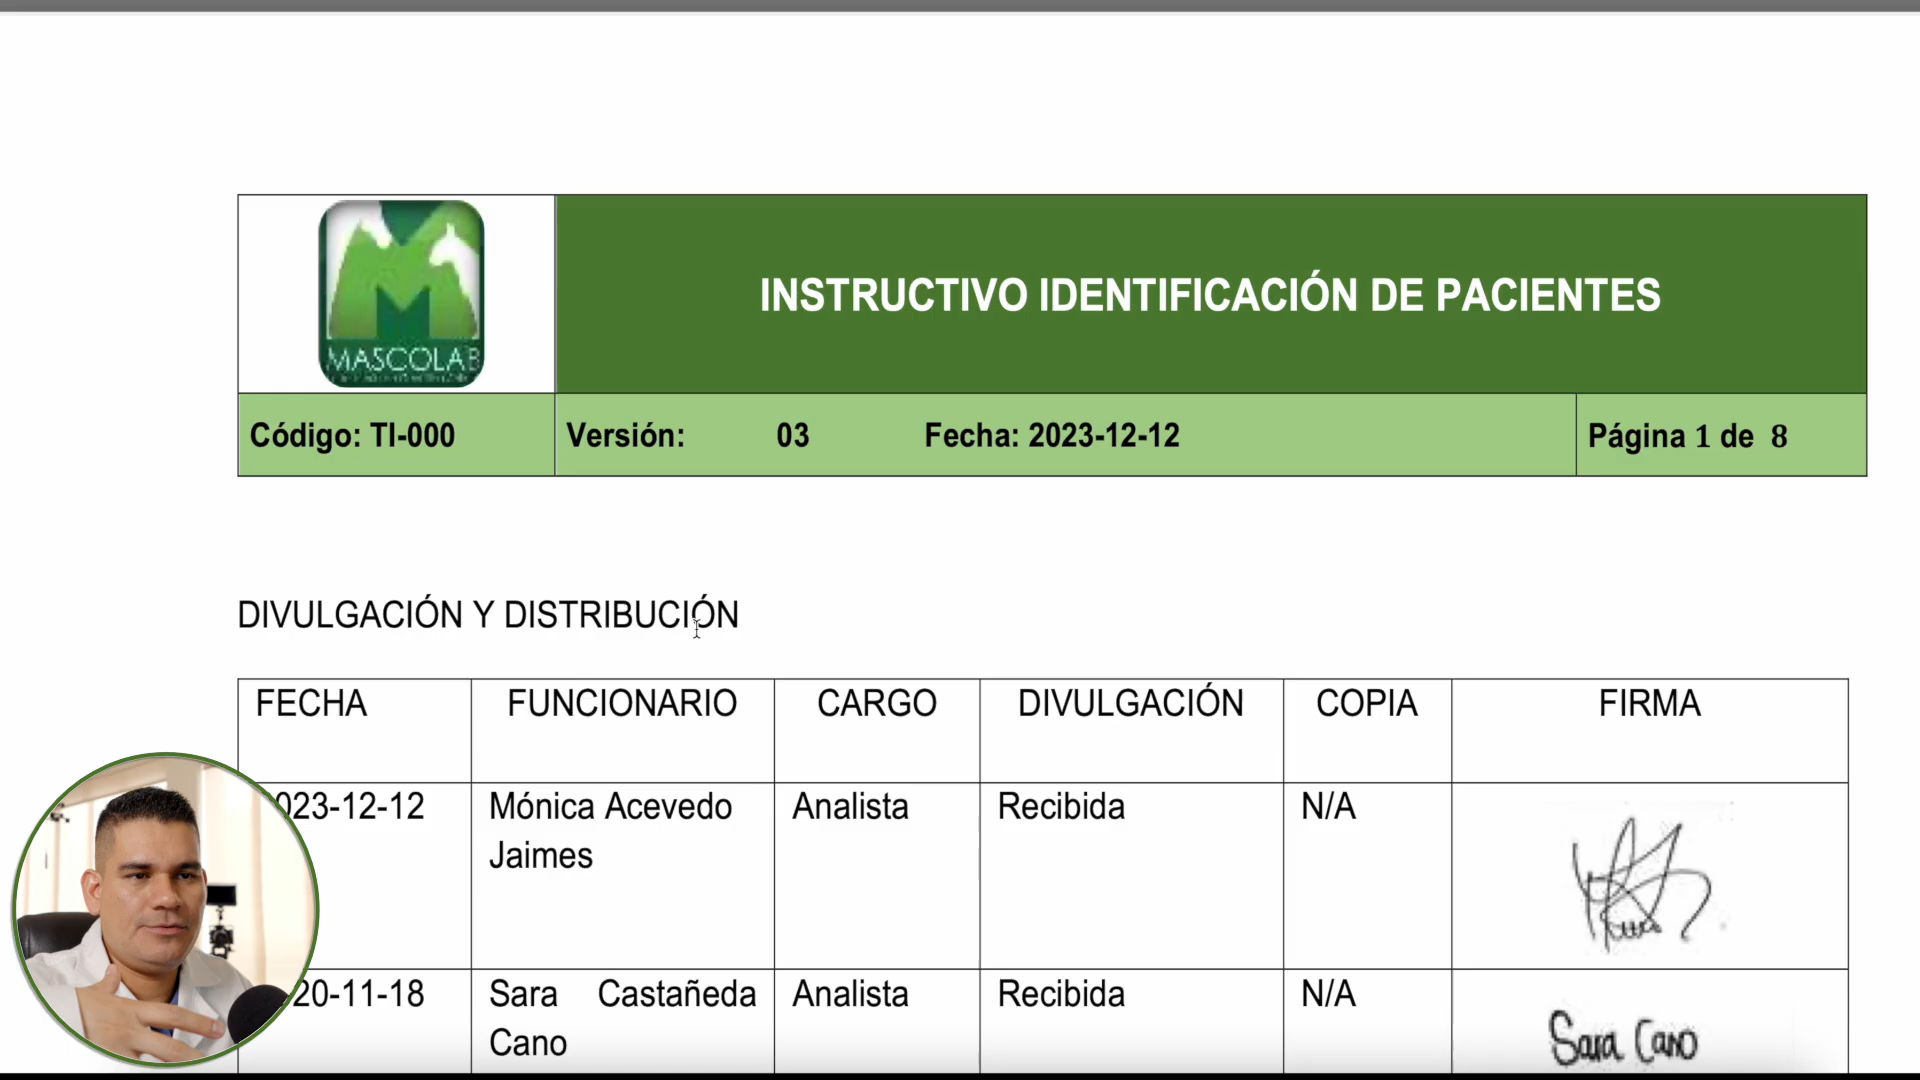 MASCOLAB
INSTRUCTIVO IDENTIFICACIÓN DE PACIENTES
Código: TI-000
Versión: 03 Fecha: 2023-12-12
Página 1 de 8
DIVULGACIÓN Y DISTRIBUCIÓN
FECHA FUNCIONARIO CARGO DIVULGACIÓN COPIA FIRMA
023-12-12 Mónica Acevedo Analista Recibida N/A
Jaimes
20-11-18 Sara Castañeda Analista Recibida N/A
Cano
Sara Cano